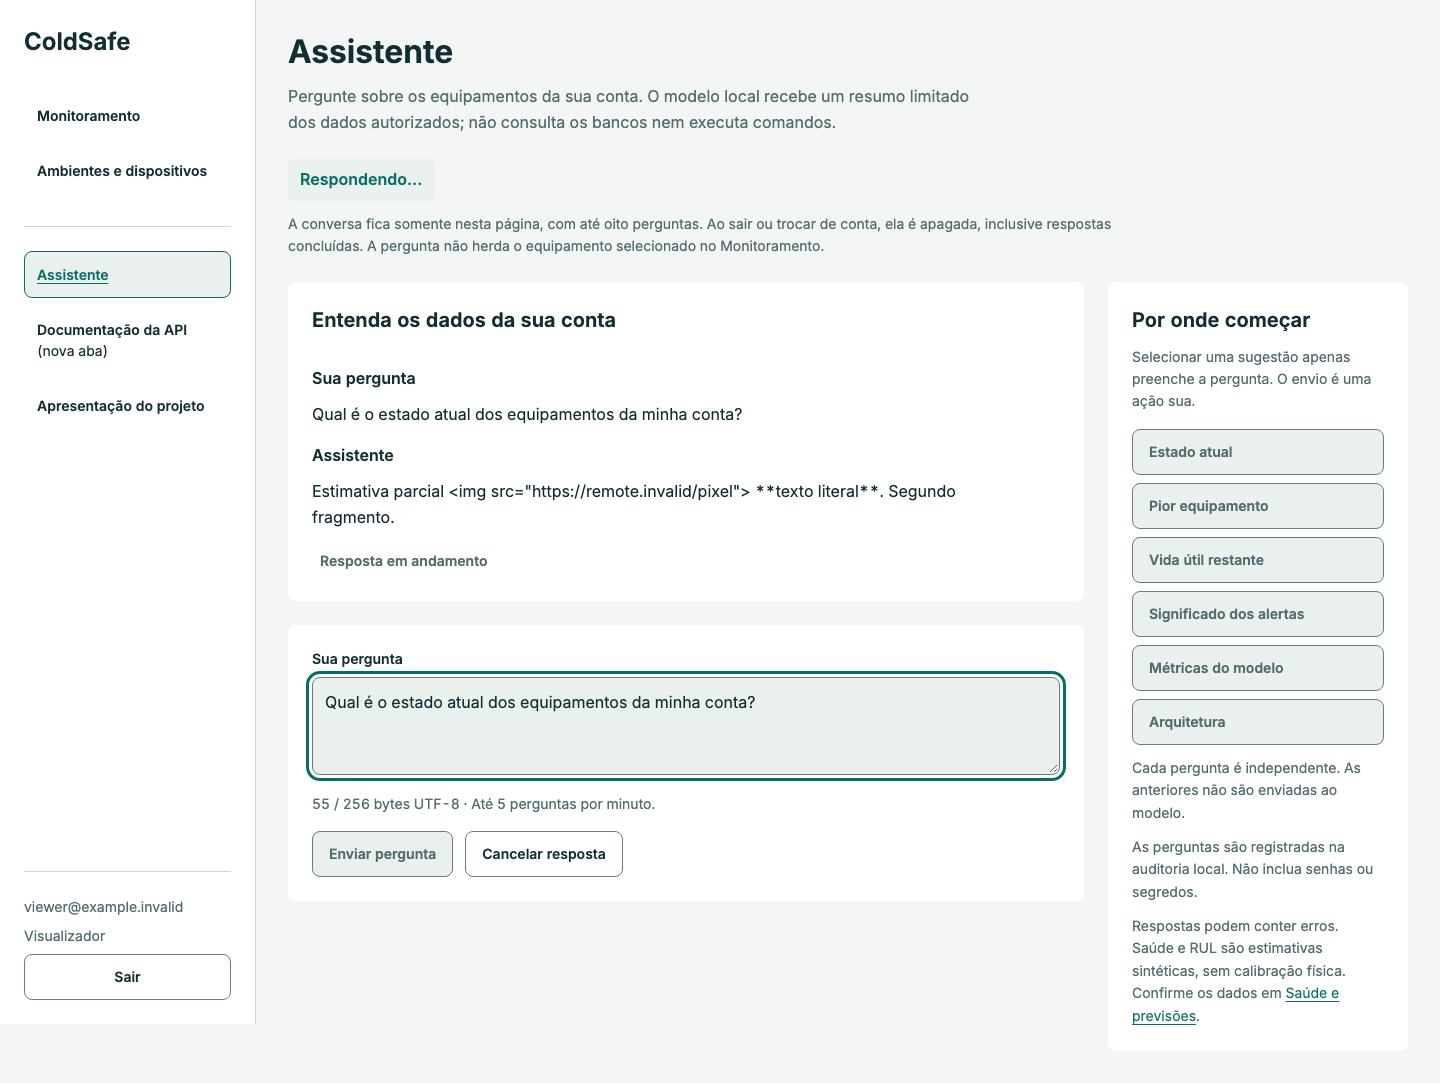 ColdSafe
Monitoramento
Ambientes e dispositivos
Assistente
Documentação da API
(nova aba)
Apresentação do projeto
viewer@example.invalid
Visualizador
Sair
Assistente
Pergunte sobre os equipamentos da sua conta. O modelo local recebe um resumo limitado
dos dados autorizados; não consulta os bancos nem executa comandos.
Respondendo...
A conversa fica somente nesta página, com até oito perguntas. Ao sair ou trocar de conta, ela é apagada, inclusive respostas
concluídas. A pergunta não herda o equipamento selecionado no Monitoramento.
Entenda os dados da sua conta
Sua pergunta
Qual é o estado atual dos equipamentos da minha conta?
Assistente
Estimativa parcial <img src="https://remote.invalid/pixel"> **texto literal**. Segundo
fragmento.
Resposta em andamento
Sua pergunta
Qual é o estado atual dos equipamentos da minha conta?
55 / 256 bytes UTF-8 · Até 5 perguntas por minuto.
Enviar pergunta
Cancelar resposta
Por onde começar
Selecionar uma sugestão apenas
preenche a pergunta. O envio é uma
ação sua.
Estado atual
Pior equipamento
Vida útil restante
Significado dos alertas
Métricas do modelo
Arquitetura
Cada pergunta é independente. As
anteriores não são enviadas ao
modelo.
As perguntas são registradas na
auditoria local. Não inclua senhas ou
segredos.
Respostas podem conter erros.
Saúde e RUL são estimativas
sintéticas, sem calibração física.
Confirme os dados em Saúde e
previsões.